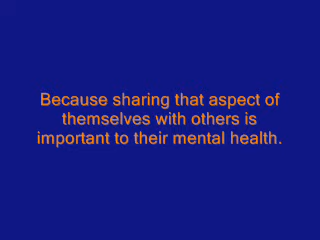 Because sharing that aspect of
themselves with others is
important to their mental health.